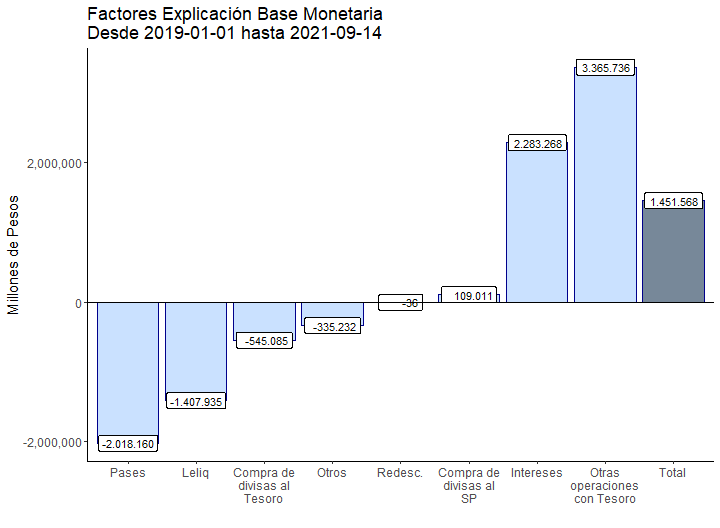 Factores Explicación Base Monetaria
Desde 2019-01-01 hasta 2021-09-14
Millones de Pesos
2,000,000
0
-2,000,000
-2.018.160
-1.407.935
-545.085
-335.232
-36
109.011
2.283.268
3.365.736
1.451.568
Pases
Leliq
Compra de
divisas al
Tesoro
Otros
Redesc.
Compra de
divisas al
SP
Intereses
Otras
operaciones
con Tesoro
Total